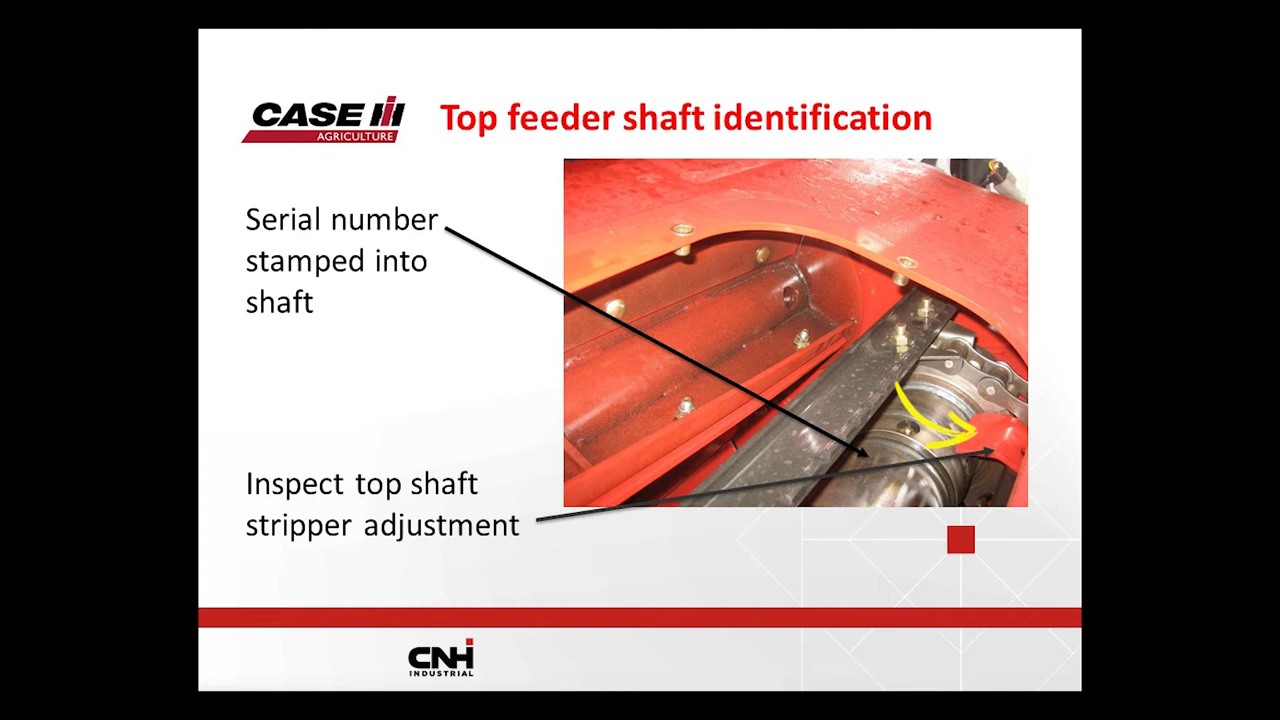 CASE IH
AGRICULTURE
Top feeder shaft identification
Serial number
stamped into
shaft
Inspect top shaft
stripper adjustment
CNH
INDUSTRIAL